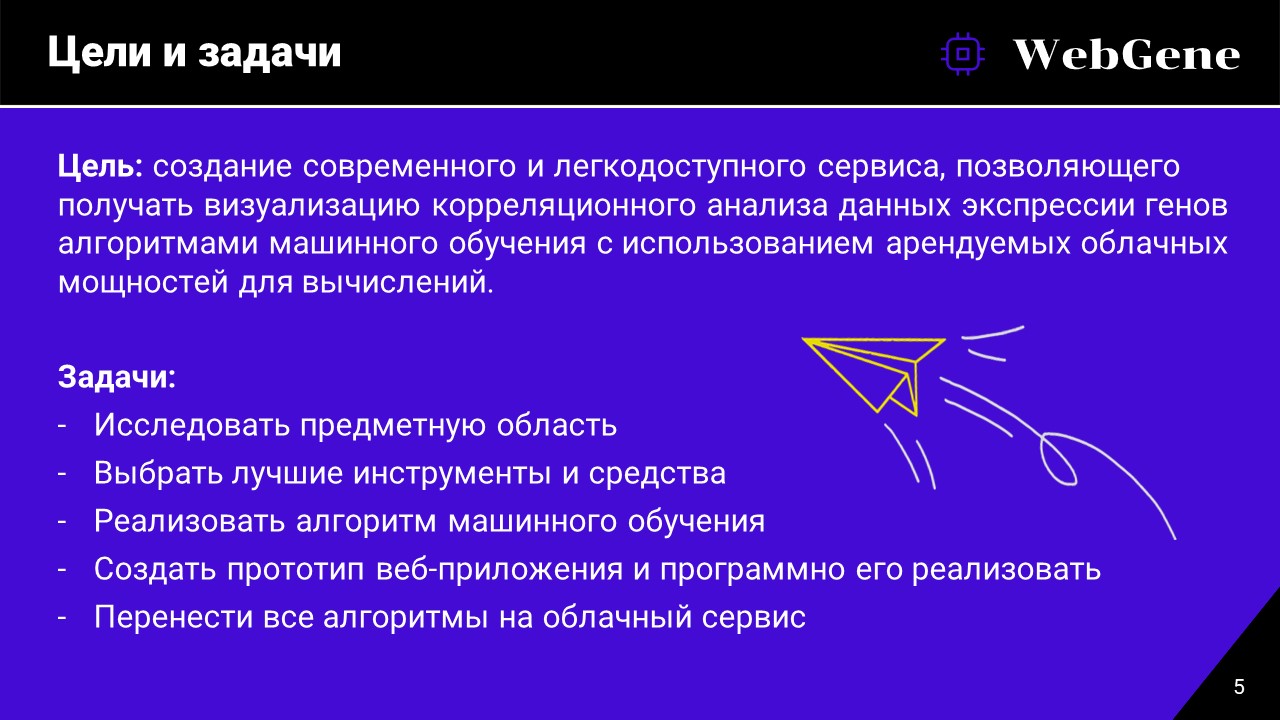 Цели и задачи
WebGene
Цель: создание современного и легкодоступного сервиса, позволяющего
получать визуализацию корреляционного анализа данных экспрессии генов
алгоритмами машинного обучения с использованием арендуемых облачных
мощностей для вычислений.
Задачи:
- Исследовать предметную область
- Выбрать лучшие инструменты и средства
- Реализовать алгоритм машинного обучения
- Создать прототип веб-приложения и программно его реализовать
- Перенести все алгоритмы на облачный сервис
5